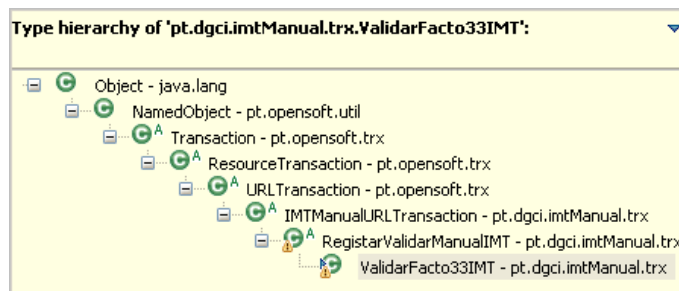 Type hierarchy of 'pt.dgci.imtManual.trx.ValidarFacto33IMT':
C Object - java.lang
C NamedObject - pt.opensoft.util
C A Transaction - pt.opensoft.trx
C A ResourceTransaction - pt.opensoft.trx
C A URLTransaction - pt.opensoft.trx
C A IMTManualURLTransaction - pt.dgci.imtManual.trx
C A RegistarValidarManualIMT - pt.dgci.imtManual.trx
ValidarFacto33IMT - pt.dgci.imtManual.trx